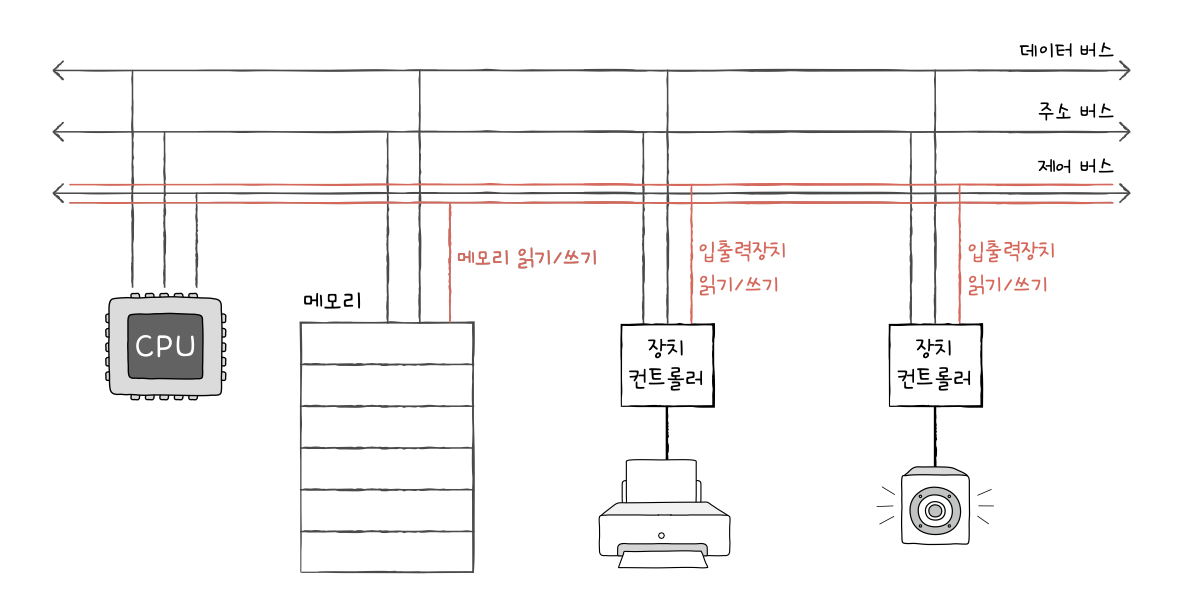 데이터 버스
주소 버스
제어 버스
메모리 읽기/쓰기
입출력장치
읽기/쓰기
입출력장치
읽기/쓰기
메모리
CPU
장치
컨트롤러
장치
컨트롤러